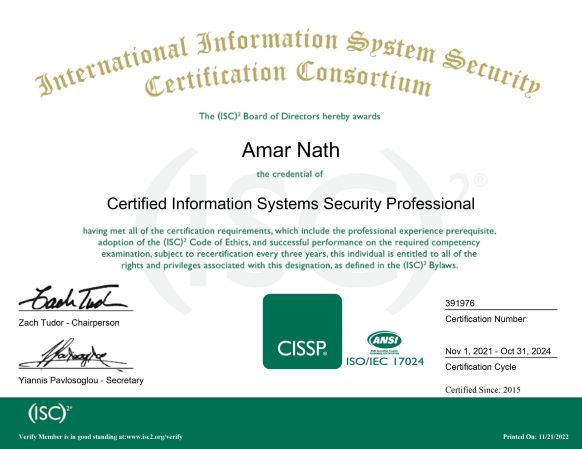 International Information System Security
Certification Consortium
The (ISC)² Board of Directors hereby awards
Amar Nath
the credential of
Certified Information Systems Security Professional
having met all of the certification requirements, which include the professional experience prerequisite,
adoption of the (ISC)² Code of Ethics, and successful performance on the required competency
examination, subject to recertification every three years, this individual is entitled to all of
the rights and privileges associated with this designation, as defined in the (ISC)² Bylaws.
(ISC)²®
Zach Tudor - Chairperson
Yiannis Pavlosoglou - Secretary
CISSP®
ANSI
ISO/IEC 17024
391976
Certification Number
Nov 1, 2021 - Oct 31, 2024
Certification Cycle
Certified Since: 2015
(ISC)²®
Verify Member is in good standing at:www.isc2.org/verify
Printed On: 11/21/2022